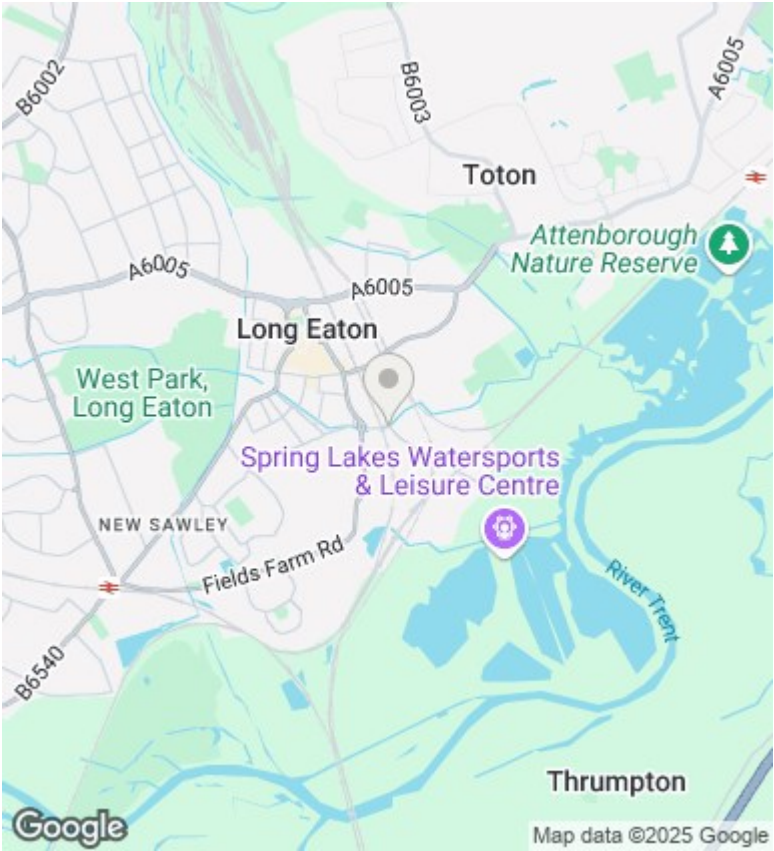 B6002
B6003
A6005
Toton
Attenborough
Nature Reserve
A6005
A6005
Long Eaton
West Park,
Long Eaton
Spring Lakes Watersports
& Leisure Centre
NEW SAWLEY
Fields Farm Rd
River Trent
B6540
Thrumpton
Google
Map data ©2025 Google